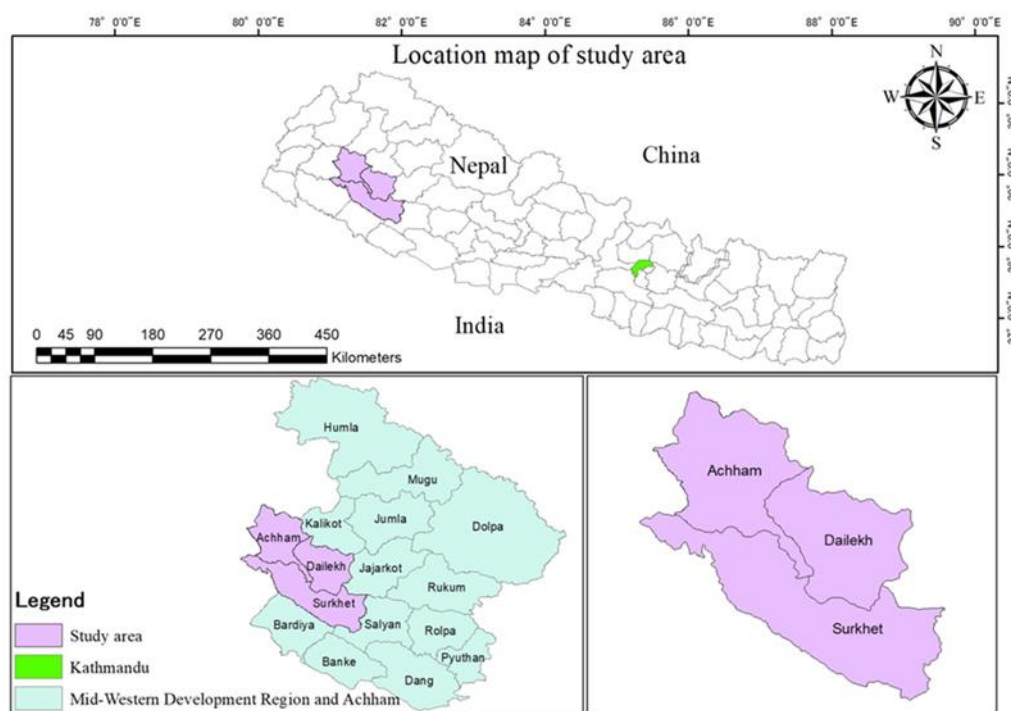 78° 0'0"E 80° 0'0"E 82° 0'0"E 84° 0'0"E 86° 0'0"E 88° 0'0"E 90° 0'0"E
Location map of study area
N
W E
S
China
Nepal
India
0 45 90 180 270 360 450
Kilometers
Humla
Mugu
Kalikot
Jumla
Dolpa
Achham
Dailekh
Jajarkot
Rukum
Surkhet
Bardiya
Salyan
Rolpa
Banke
Pyuthan
Dang
Legend
Study area
Kathmandu
Mid-Western Development Region and Achham
Achham
Dailekh
Surkhet